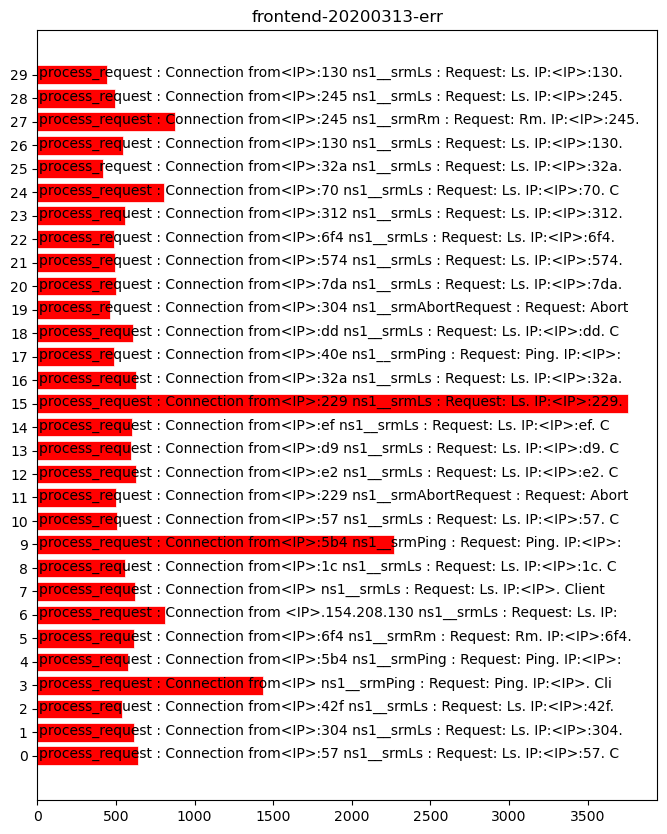 frontend-20200313-err
29 process_request : Connection from<IP>:130 ns1__srmLs : Request: Ls. IP:<IP>:130.
28 process_request : Connection from<IP>:245 ns1__srmLs : Request: Ls. IP:<IP>:245.
27 process_request : Connection from<IP>:245 ns1__srmRm : Request: Rm. IP:<IP>:245.
26 process_request : Connection from<IP>:130 ns1__srmLs : Request: Ls. IP:<IP>:130.
25 process_request : Connection from<IP>:32a ns1__srmLs : Request: Ls. IP:<IP>:32a.
24 process_request : Connection from<IP>:70 ns1__srmLs : Request: Ls. IP:<IP>:70. C
23 process_request : Connection from<IP>:312 ns1__srmLs : Request: Ls. IP:<IP>:312.
22 process_request : Connection from<IP>:6f4 ns1__srmLs : Request: Ls. IP:<IP>:6f4.
21 process_request : Connection from<IP>:574 ns1__srmLs : Request: Ls. IP:<IP>:574.
20 process_request : Connection from<IP>:7da ns1__srmLs : Request: Ls. IP:<IP>:7da.
19 process_request : Connection from<IP>:304 ns1__srmAbortRequest : Request: Abort
18 process_request : Connection from<IP>:dd ns1__srmLs : Request: Ls. IP:<IP>:dd. C
17 process_request : Connection from<IP>:40e ns1__srmPing : Request: Ping. IP:<IP>:
16 process_request : Connection from<IP>:32a ns1__srmLs : Request: Ls. IP:<IP>:32a.
15 process_request : Connection from<IP>:229 ns1__srmLs : Request: Ls. IP:<IP>:229.
14 process_request : Connection from<IP>:ef ns1__srmLs : Request: Ls. IP:<IP>:ef. C
13 process_request : Connection from<IP>:d9 ns1__srmLs : Request: Ls. IP:<IP>:d9. C
12 process_request : Connection from<IP>:e2 ns1__srmLs : Request: Ls. IP:<IP>:e2. C
11 process_request : Connection from<IP>:229 ns1__srmAbortRequest : Request: Abort
10 process_request : Connection from<IP>:57 ns1__srmLs : Request: Ls. IP:<IP>:57. C
9 process_request : Connection from<IP>:5b4 ns1__srmPing : Request: Ping. IP:<IP>:
8 process_request : Connection from<IP>:1c ns1__srmLs : Request: Ls. IP:<IP>:1c. C
7 process_request : Connection from<IP> ns1__srmLs : Request: Ls. IP:<IP>. Client
6 process_request : Connection from <IP>.154.208.130 ns1__srmLs : Request: Ls. IP:
5 process_request : Connection from<IP>:6f4 ns1__srmRm : Request: Rm. IP:<IP>:6f4.
4 process_request : Connection from<IP>:5b4 ns1__srmPing : Request: Ping. IP:<IP>:
3 process_request : Connection from<IP> ns1__srmPing : Request: Ping. IP:<IP>. Cli
2 process_request : Connection from<IP>:42f ns1__srmLs : Request: Ls. IP:<IP>:42f.
1 process_request : Connection from<IP>:304 ns1__srmLs : Request: Ls. IP:<IP>:304.
0 process_request : Connection from<IP>:57 ns1__srmLs : Request: Ls. IP:<IP>:57. C
0 500 1000 1500 2000 2500 3000 3500